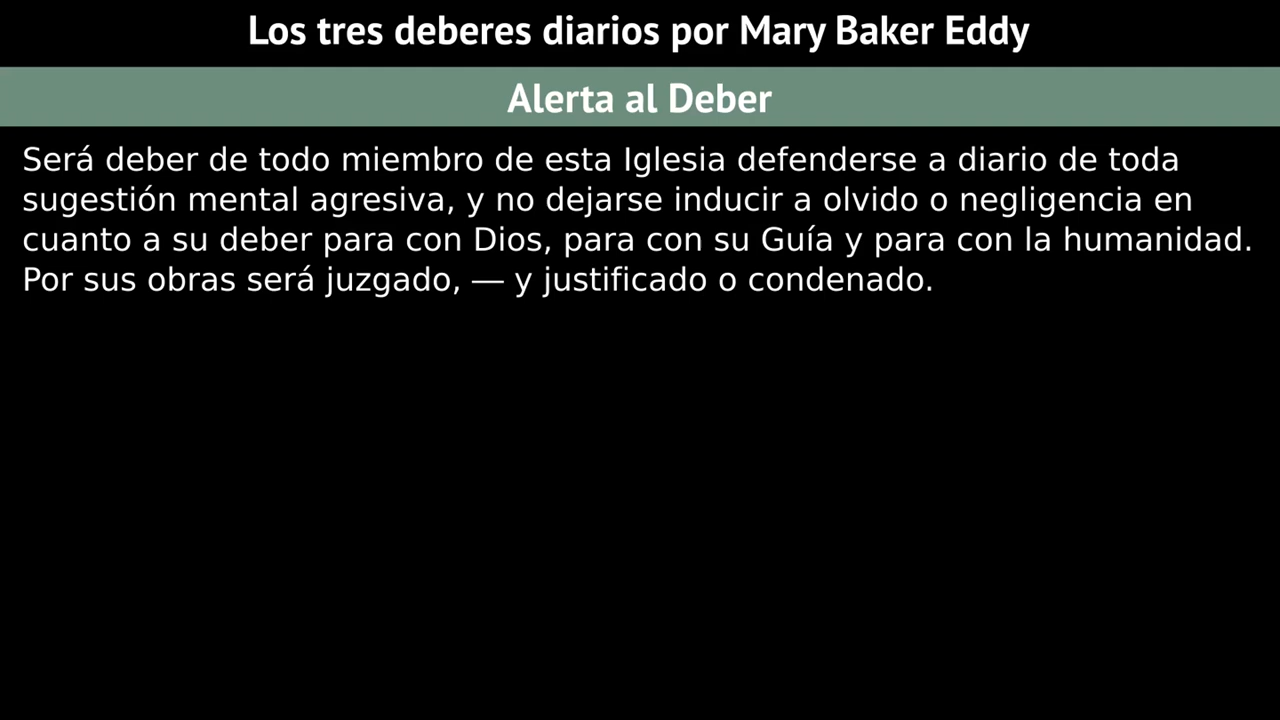 Los tres deberes diarios por Mary Baker Eddy
Alerta al Deber
Será deber de todo miembro de esta Iglesia defenderse a diario de toda
sugestión mental agresiva, y no dejarse inducir a olvido o negligencia en
cuanto a su deber para con Dios, para con su Guía y para con la humanidad.
Por sus obras será juzgado, — y justificado o condenado.